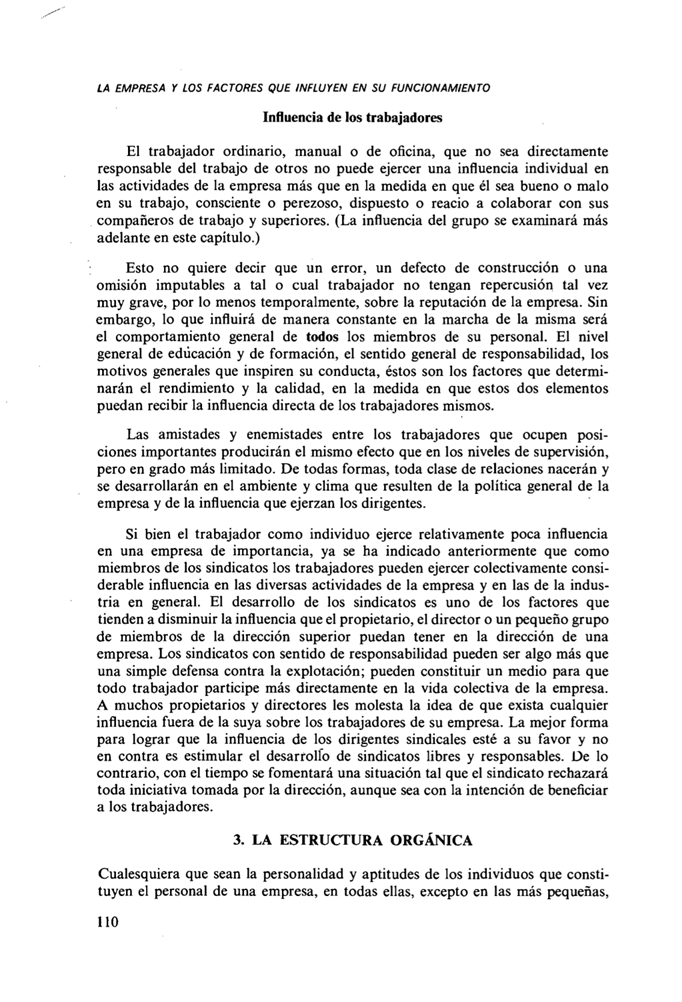 LA EMPRESA Y LOS FACTORES QUE INFLUYEN EN SU FUNCIONAMIENTO
Influencia de los trabajadores
El trabajador ordinario, manual o de oficina, que no sea directamente
responsable del trabajo de otros no puede ejercer una influencia individual en
las actividades de la empresa más que en la medida en que él sea bueno o malo
en su trabajo, consciente o perezoso, dispuesto o reacio a colaborar con sus
compañeros de trabajo y superiores. (La influencia del grupo se examinará más
adelante en este capítulo.)
Esto no quiere decir que un error, un defecto de construcción o una
omisión imputables a tal o cual trabajador no tengan repercusión tal vez
muy grave, por lo menos temporalmente, sobre la reputación de la empresa. Sin
embargo, lo que influirá de manera constante en la marcha de la misma será
el comportamiento general de todos los miembros de su personal. El nivel
general de educación y de formación, el sentido general de responsabilidad, los
motivos generales que inspiren su conducta, éstos son los factores que determi-
narán el rendimiento y la calidad, en la medida en que estos dos elementos
puedan recibir la influencia directa de los trabajadores mismos.
Las amistades y enemistades entre los trabajadores que ocupen posi-
ciones importantes producirán el mismo efecto que en los niveles de supervisión,
pero en grado más limitado. De todas formas, toda clase de relaciones nacerán y
se desarrollarán en el ambiente y clima que resulten de la política general de la
empresa y de la influencia que ejerzan los dirigentes.
Si bien el trabajador como individuo ejerce relativamente poca influencia
en una empresa de importancia, ya se ha indicado anteriormente que como
miembros de los sindicatos los trabajadores pueden ejercer colectivamente consi-
derable influencia en las diversas actividades de la empresa y en las de la indus-
tria en general. El desarrollo de los sindicatos es uno de los factores que
tienden a disminuir la influencia que el propietario, el director o un pequeño grupo
de miembros de la dirección superior puedan tener en la dirección de una
empresa. Los sindicatos con sentido de responsabilidad pueden ser algo más que
una simple defensa contra la explotación; pueden constituir un medio para que
todo trabajador participe más directamente en la vida colectiva de la empresa.
A muchos propietarios y directores les molesta la idea de que exista cualquier
influencia fuera de la suya sobre los trabajadores de su empresa. La mejor forma
para lograr que la influencia de los dirigentes sindicales esté a su favor y no
en contra es estimular el desarrollo de sindicatos libres y responsables. De lo
contrario, con el tiempo se fomentará una situación tal que el sindicato rechazará
toda iniciativa tomada por la dirección, aunque sea con la intención de beneficiar
a los trabajadores.
3. LA ESTRUCTURA ORGÁNICA
Cualesquiera que sean la personalidad y aptitudes de los individuos que consti-
tuyen el personal de una empresa, en todas ellas, excepto en las más pequeñas,
110